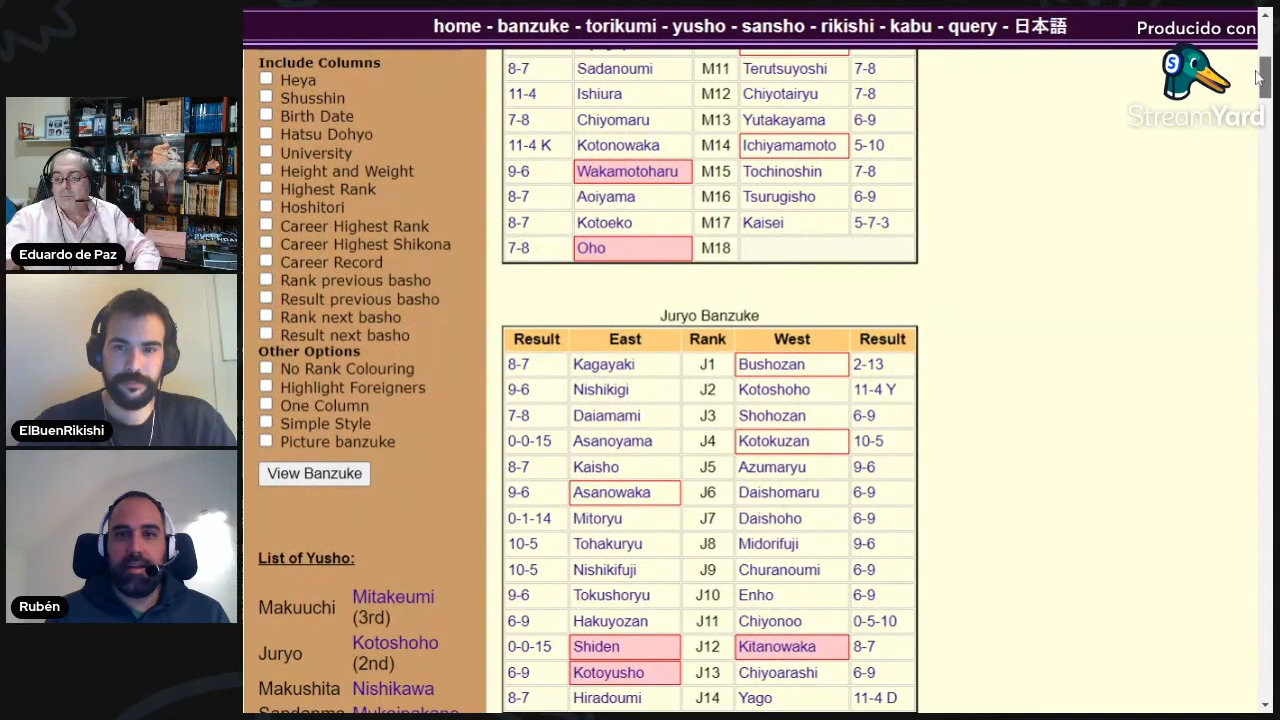 home - banzuke - torikumi - yusho - sansho - rikishi - kabu - query - 日本語
Producido con
StreamYard
Eduardo de Paz
ElBuenRikishi
Rubén
Include Columns
Heya
Shusshin
Birth Date
Hatsu Dohyo
University
Height and Weight
Highest Rank
Hoshitori
Career Highest Rank
Career Highest Shikona
Career Record
Rank previous basho
Result previous basho
Rank next basho
Result next basho
Other Options
No Rank Colouring
Highlight Foreigners
One Column
Simple Style
Picture banzuke
View Banzuke
List of Yusho:
Makuuchi Mitakeumi (3rd)
Juryo Kotoshoho (2nd)
Makushita Nishikawa
8-7 Sadanoumi M11 Terutsuyoshi 7-8
11-4 Ishiura M12 Chiyotairyu 7-8
7-8 Chiyomaru M13 Yutakayama 6-9
11-4 K Kotonowaka M14 Ichiyamamoto 5-10
9-6 Wakamotoharu M15 Tochinoshin 7-8
8-7 Aoiyama M16 Tsurugisho 6-9
8-7 Kotoeko M17 Kaisei 5-7-3
7-8 Oho M18
Juryo Banzuke
Result East Rank West Result
8-7 Kagayaki J1 Bushozan 2-13
9-6 Nishikigi J2 Kotoshoho 11-4 Y
7-8 Daiamami J3 Shohozan 6-9
0-0-15 Asanoyama J4 Kotokuzan 10-5
8-7 Kaisho J5 Azumaryu 9-6
9-6 Asanowaka J6 Daishomaru 6-9
0-1-14 Mitoryu J7 Daishoho 6-9
10-5 Tohakuryu J8 Midorifuji 9-6
10-5 Nishikifuji J9 Churanoumi 6-9
9-6 Tokushoryu J10 Enho 6-9
6-9 Hakuyozan J11 Chiyonoo 0-5-10
0-0-15 Shiden J12 Kitanowaka 8-7
6-9 Kotoyusho J13 Chiyoarashi 6-9
8-7 Hiradoumi J14 Yago 11-4 D